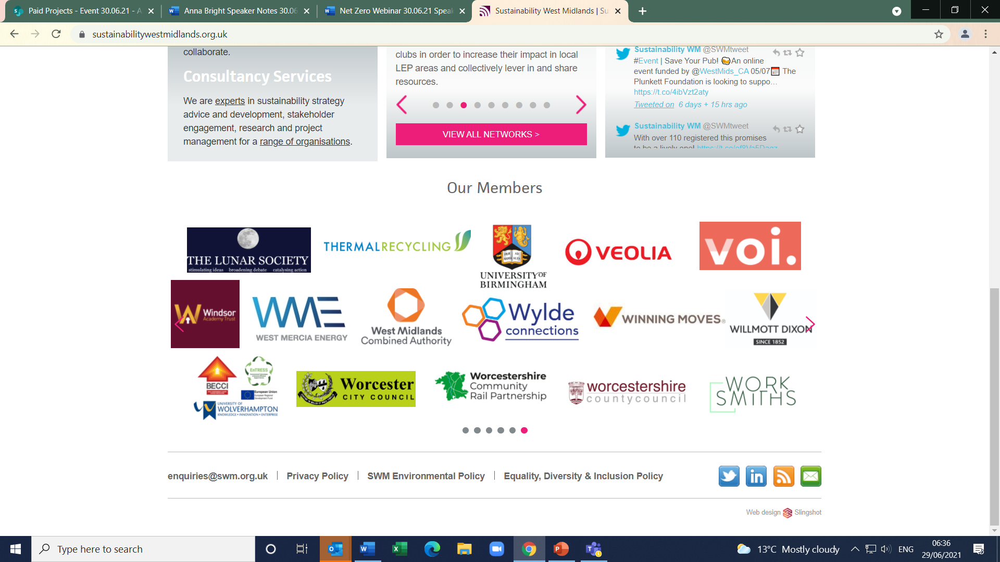 Paid Projects - Event 30.06.21 - A
Anna Bright Speaker Notes 30.06
Net Zero Webinar 30.06.21 Speak
Sustainability West Midlands | Su
sustainabilitywestmidlands.org.uk
collaborate.
Consultancy Services
We are experts in sustainability strategy
advice and development, stakeholder
engagement, research and project
management for a range of organisations.
clubs in order to increase their impact in local
LEP areas and collectively lever in and share
resources.
VIEW ALL NETWORKS >
Sustainability WM @SWMtweet
#Event | Save Your Pub! 🍻An online
event funded by @WestMids_CA 05/07📅 The
Plunkett Foundation is looking to suppo…
https://t.co/4ibVzt2aty
Tweeted on 6 days + 15 hrs ago
Sustainability WM @SWMtweet
With over 110 registered this promises
to be a lively one!
Our Members
THE LUNAR SOCIETY
stimulating ideas broadening debate catalysing action
THERMALRECYCLING
PER AD
ARDUA ALTA
UNIVERSITY OF
BIRMINGHAM
VEOLIA
voi.
Windsor
Academy Trust
WME
WEST MERCIA ENERGY
West Midlands
Combined Authority
Wylde
connections
WINNING MOVES®
WILLMOTT DIXON
SINCE 1852
BECCI
EnTRESS
European Union
European Regional
Development Fund
UNIVERSITY OF
WOLVERHAMPTON
KNOWLEDGE • INNOVATION • ENTERPRISE
Worcester
CITY COUNCIL
Worcestershire
Community
Rail Partnership
worcestershire
countycouncil
WORK
SMITHS
enquiries@swm.org.uk | Privacy Policy | SWM Environmental Policy | Equality, Diversity & Inclusion Policy
Web design Slingshot
Type here to search
13°C Mostly cloudy
ENG
06:36
29/06/2021